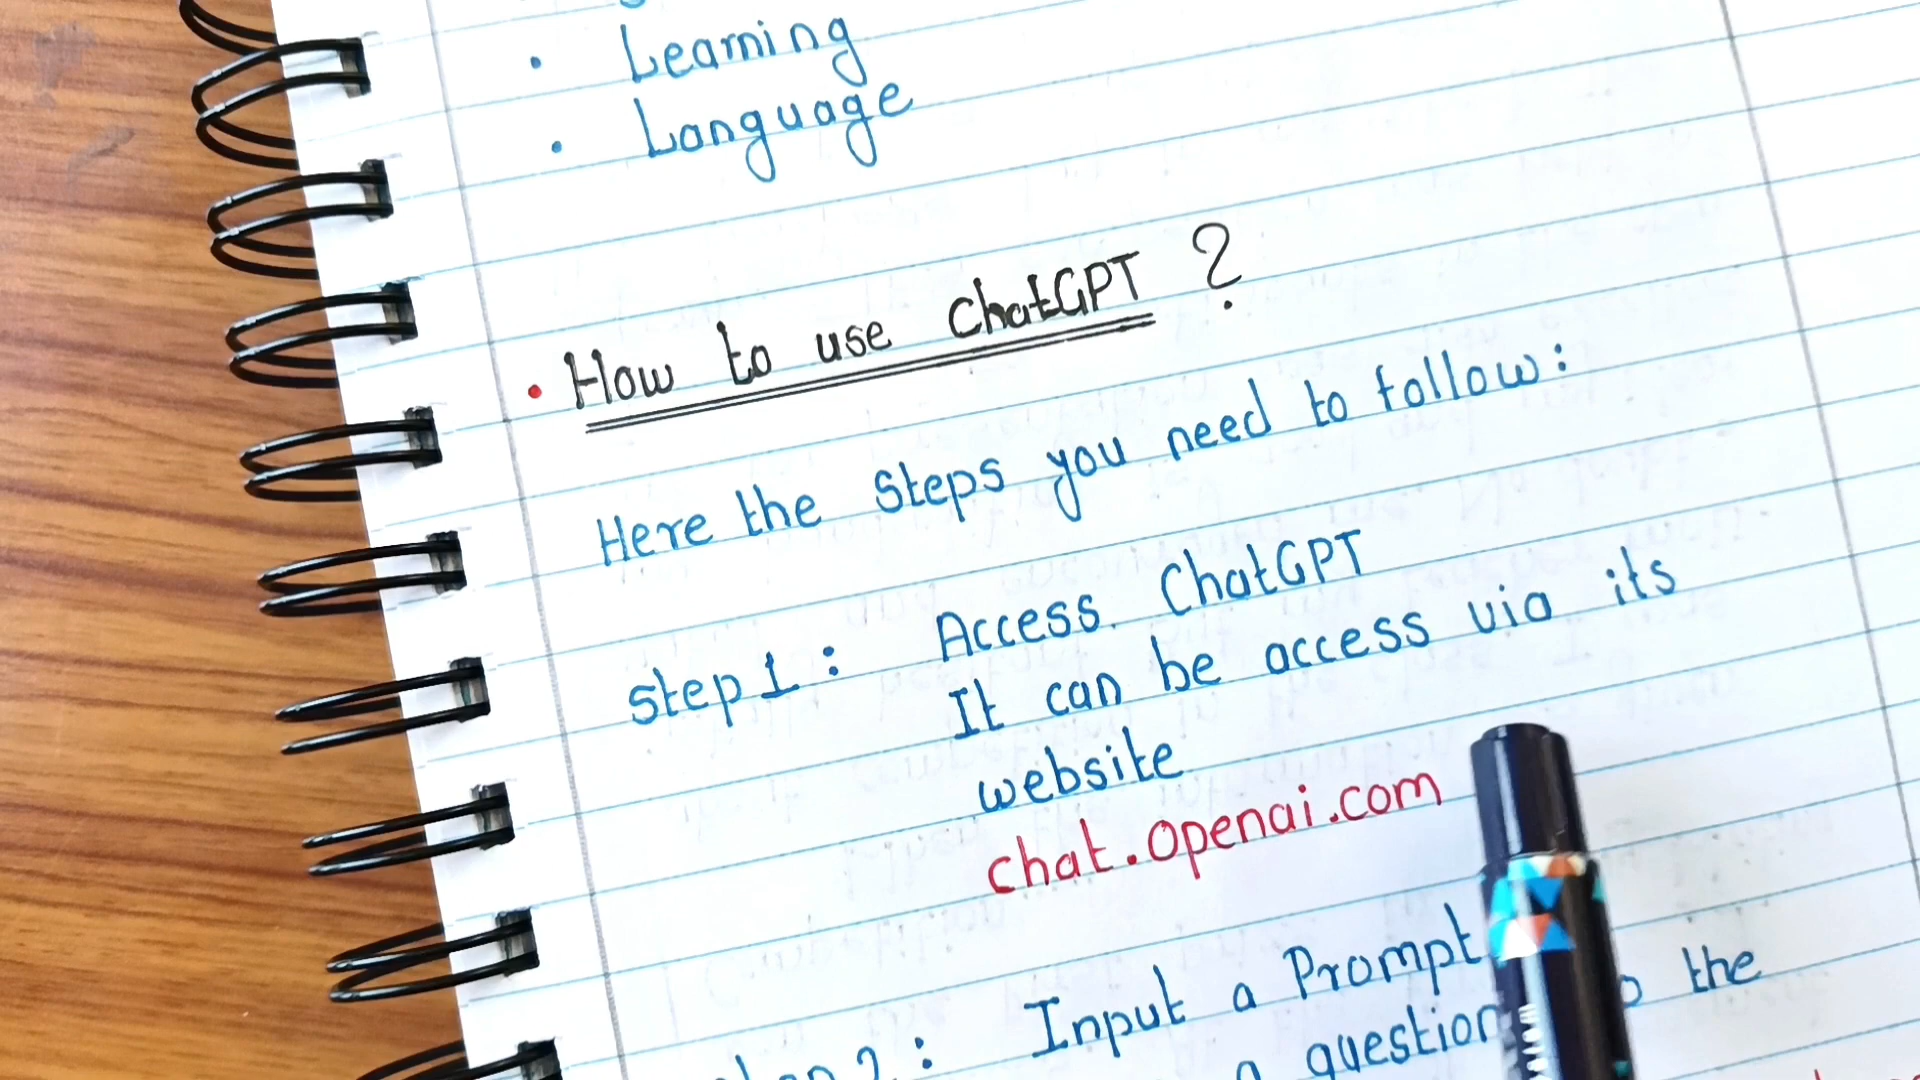 • Learning
• Language
• How to use ChatGPT ?
Here the Steps you need to follow:
Step 1 : Access ChatGPT
It can be access via its
website
chat.openai.com
2 : Input a Prompt
a question the